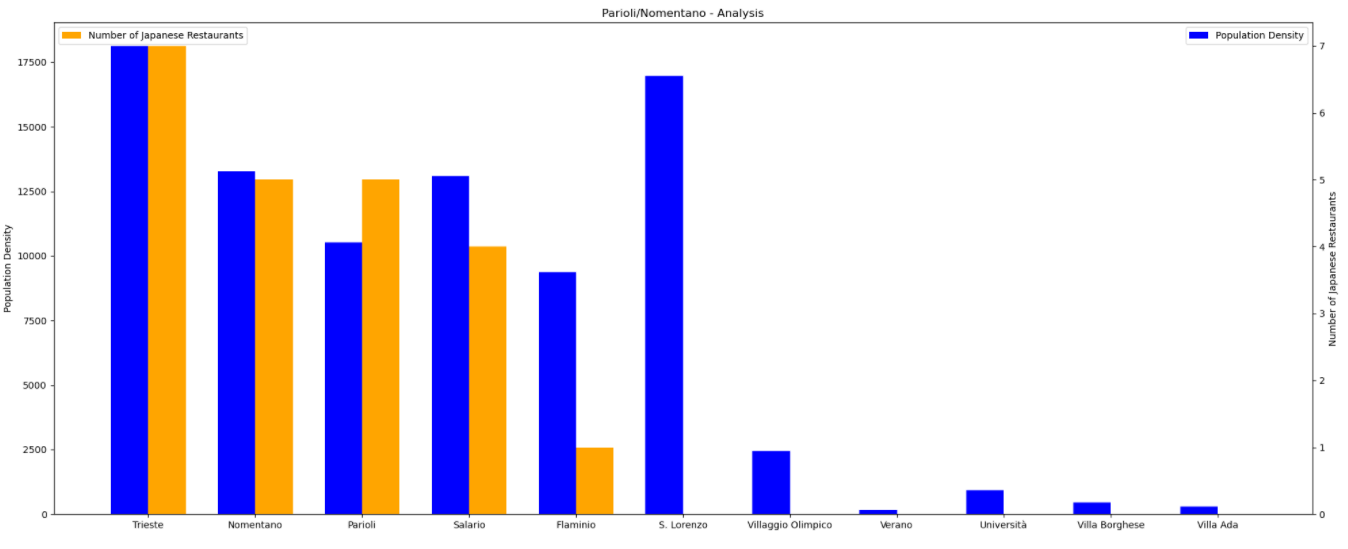 Parioli/Nomentano - Analysis
Number of Japanese Restaurants
Population Density
17500
15000
12500
10000
7500
5000
2500
0
Population Density
7
6
5
4
3
2
1
0
Number of Japanese Restaurants
Trieste Nomentano Parioli Salario Flaminio S. Lorenzo Villaggio Olimpico Verano Università Villa Borghese Villa Ada